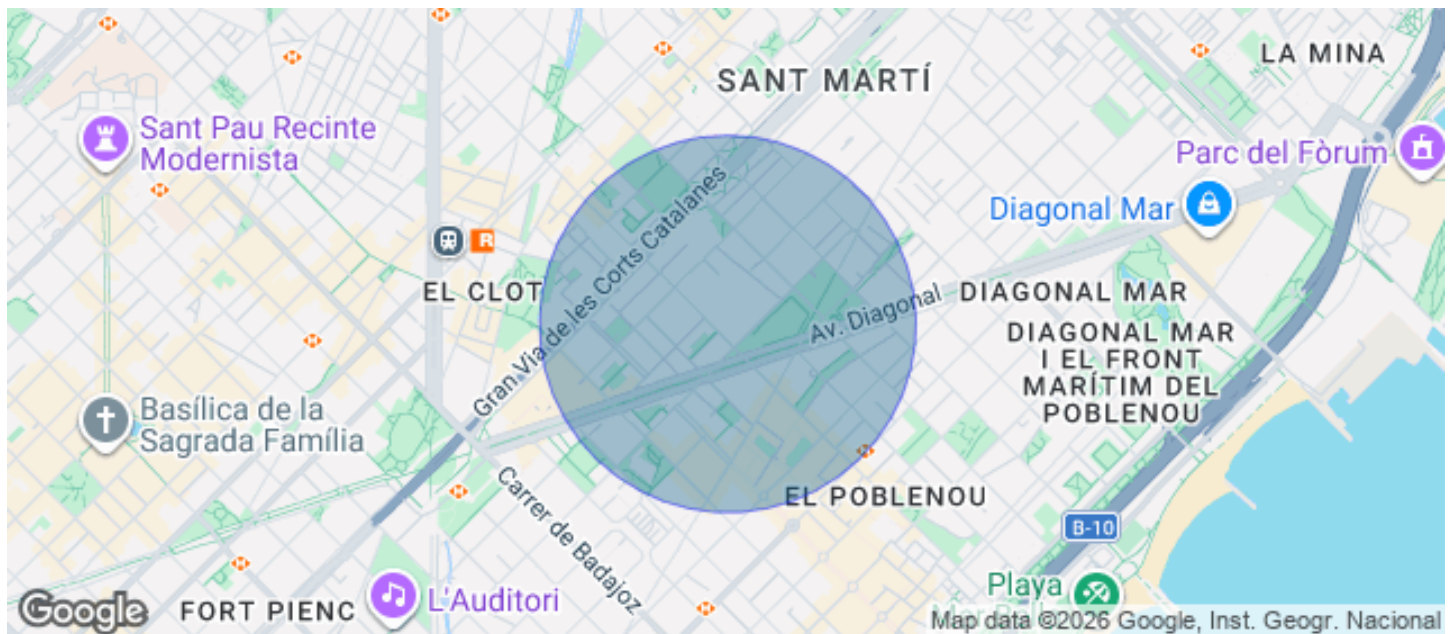 LA MINA
SANT MARTÍ
Sant Pau Recinte
Modernista
Parc del Fòrum
Diagonal Mar
R
EL CLOT
Gran Via de les Corts Catalanes
Av. Diagonal
DIAGONAL MAR
DIAGONAL MAR
I EL FRONT
MARÍTIM DEL
POBLENOU
Basílica de la
Sagrada Família
Carrer de Badajoz
EL POBLENOU
B-10
Playa
L'Auditori
FORT PIENC
Google
Map data ©2026 Google, Inst. Geogr. Nacional